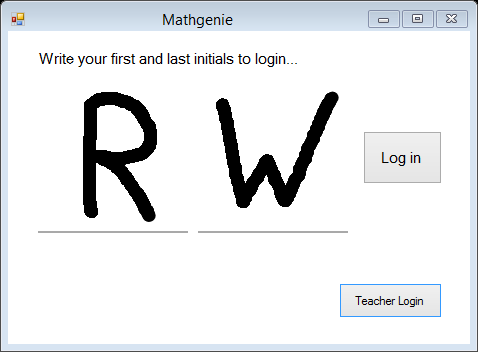 Mathgenie
Write your first and last initials to login...
R W
Log in
Teacher Login